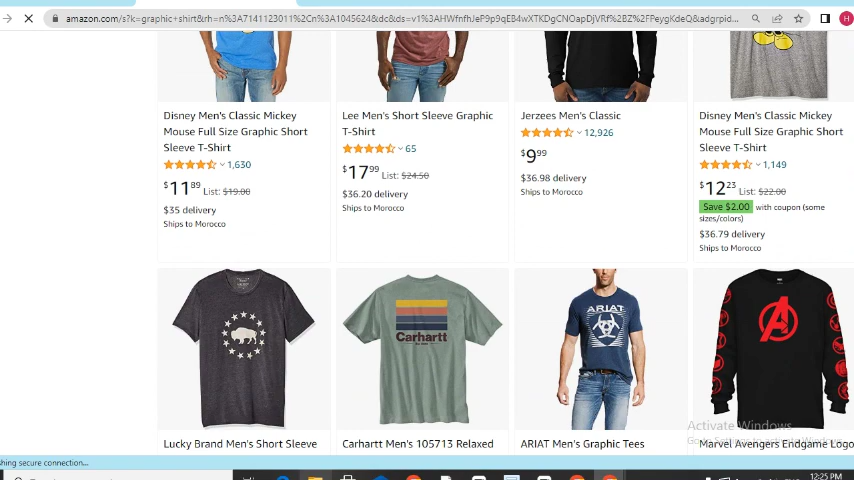 amazon.com/s?k=graphic+shirt&rh=n%3A7141123011%2Cn%3A1045624&dc&ds=v1%3AHWfnfhJeP9p9qEB4wXTKDgCNOapDjVRf%2BZ%2FPeygKdeQ&adgrpid...
H
Disney Men's Classic Mickey
Mouse Full Size Graphic Short
Sleeve T-Shirt
1,630
$11 89 List: $19.00
$35 delivery
Ships to Morocco
Lee Men's Short Sleeve Graphic
T-Shirt
65
$17 99 List: $24.50
$36.20 delivery
Ships to Morocco
Jerzees Men's Classic
12,926
$9 99
$36.98 delivery
Ships to Morocco
Disney Men's Classic Mickey
Mouse Full Size Graphic Short
Sleeve T-Shirt
1,149
$12 23 List: $22.00
Save $2.00 with coupon (some
sizes/colors)
$36.79 delivery
Ships to Morocco
Carhartt
ARIAT
A
Lucky Brand Men's Short Sleeve
Carhartt Men's 105713 Relaxed
ARIAT Men's Graphic Tees
Marvel Avengers Endgame Logo
Activate Windows
hing secure connection...
12:25 PM